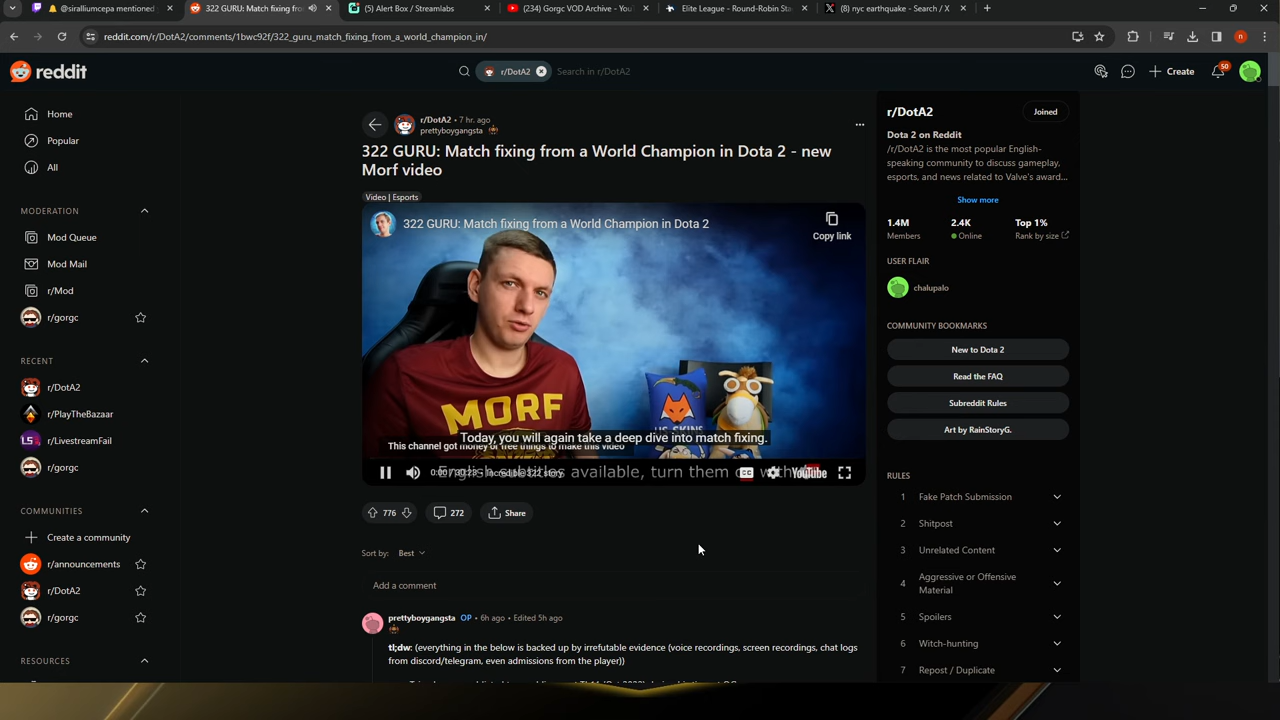 @siralliumcepa mentioned
322 GURU: Match fixing fro
(5) Alert Box / Streamlabs
(234) Gorgc VOD Archive - You
Elite League - Round-Robin Sta
(8) nyc earthquake - Search / X
reddit.com/r/DotA2/comments/1bwc92f/322_guru_match_fixing_from_a_world_champion_in/
n
reddit
r/DotA2
Search in r/DotA2
Create
50
Home
Popular
All
MODERATION
Mod Queue
Mod Mail
r/Mod
r/gorgc
RECENT
r/DotA2
r/PlayTheBazaar
r/LivestreamFail
r/gorgc
COMMUNITIES
Create a community
r/announcements
r/DotA2
r/gorgc
RESOURCES
r/DotA2 • 7 hr. ago
prettyboygangsta
322 GURU: Match fixing from a World Champion in Dota 2 - new
Morf video
Video | Esports
322 GURU: Match fixing from a World Champion in Dota 2
Copy link
MORF
US SKINS
Today, you will again take a deep dive into match fixing.
This channel got money or free things to make this video
English subtitles available, turn them on with
YouTube
776
272
Share
Sort by: Best
Add a comment
prettyboygangsta OP • 6h ago • Edited 5h ago
tl;dw: (everything in the below is backed up by irrefutable evidence (voice recordings, screen recordings, chat logs
from discord/telegram, even admissions from the player))
r/DotA2
Joined
Dota 2 on Reddit
/r/DotA2 is the most popular English-
speaking community to discuss gameplay,
esports, and news related to Valve's award...
Show more
1.4M
Members
2.4K
Online
Top 1%
Rank by size
USER FLAIR
chalupalo
COMMUNITY BOOKMARKS
New to Dota 2
Read the FAQ
Subreddit Rules
Art by RainStoryG.
RULES
1 Fake Patch Submission
2 Shitpost
3 Unrelated Content
4 Aggressive or Offensive
Material
5 Spoilers
6 Witch-hunting
7 Repost / Duplicate